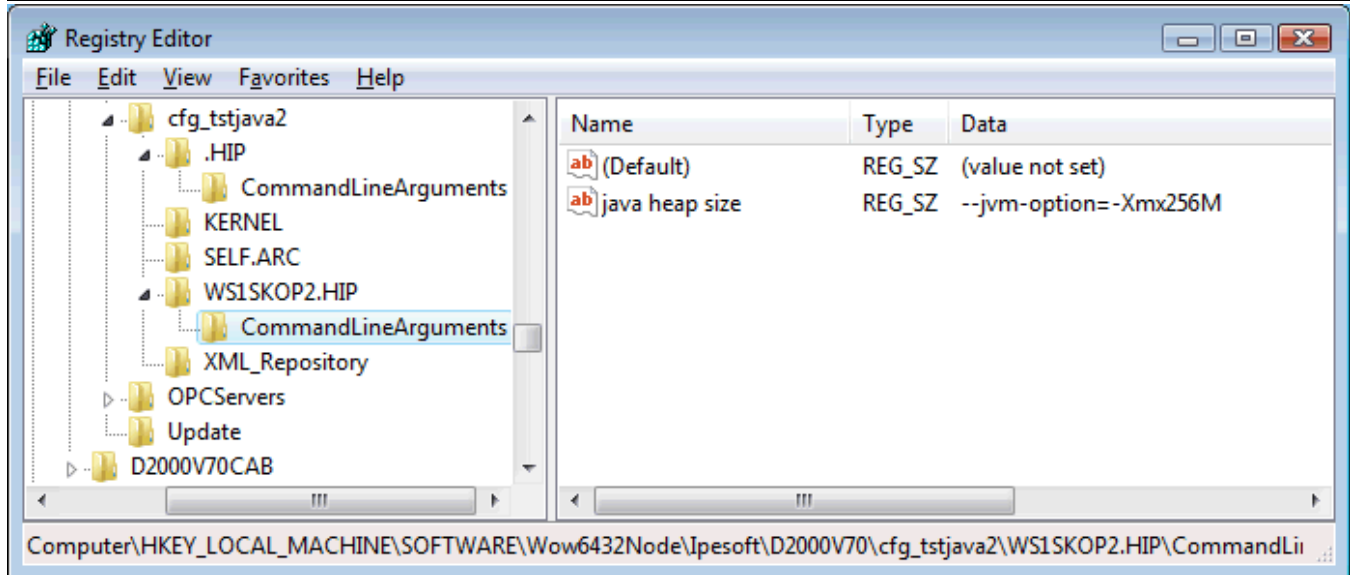 Registry Editor
File Edit View Favorites Help
cfg_tstjava2
.HIP
CommandLineArguments
KERNEL
SELF.ARC
WS1SKOP2.HIP
CommandLineArguments
XML_Repository
OPCServers
Update
D2000V70CAB
Name Type Data
ab (Default) REG_SZ (value not set)
ab java heap size REG_SZ --jvm-option=-Xmx256M
Computer\HKEY_LOCAL_MACHINE\SOFTWARE\Wow6432Node\Ipesoft\D2000V70\cfg_tstjava2\WS1SKOP2.HIP\CommandLi